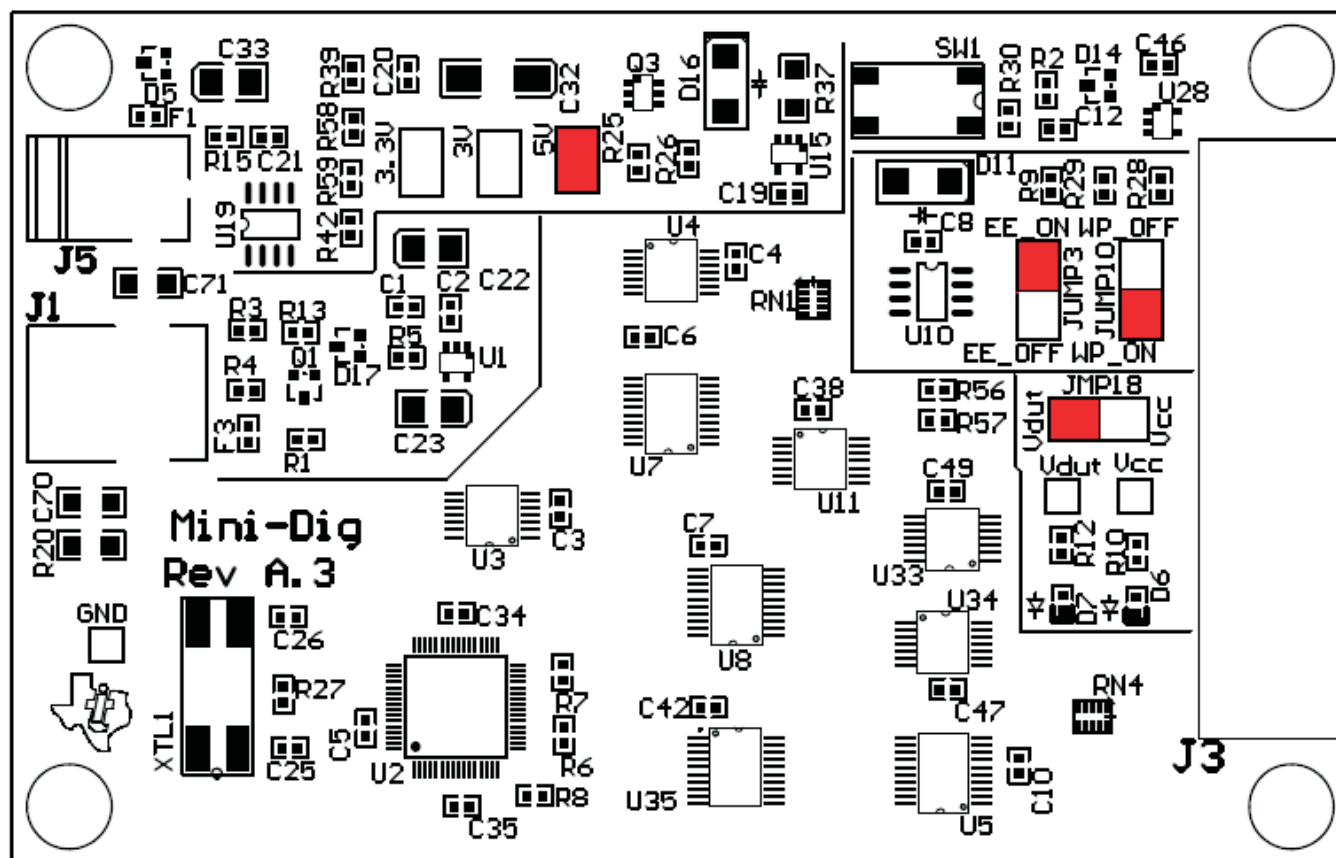 C33
R39
C20
C32
Q3
D16
R37
SW1
R30
R2
D14
C46
D5
F1
R58
3.3V
3V
5V
R25
R26
U15
C12
U28
R15
C21
R59
C19
D11
R9
R29
R28
U19
R42
U4
C8
EE_ON
WP_OFF
J5
C71
C1
C2
C22
C4
RN1
JUMP3
JUMP10
U10
J1
R3
R13
R5
U1
C6
EE_OFF
WP_ON
R4
Q1
D17
C38
R56
R57
JMP18
Vdut
Vcc
F3
R1
C23
U7
U11
C49
Vdut
Vcc
C70
R20
Mini-Dig
Rev A.3
U3
C3
C7
U33
R12
R10
GND
C26
C34
U8
U34
D7
D6
R27
R7
C42
C47
RN4
XTL1
C25
C5
U2
R6
R8
C35
U35
U5
C10
J3